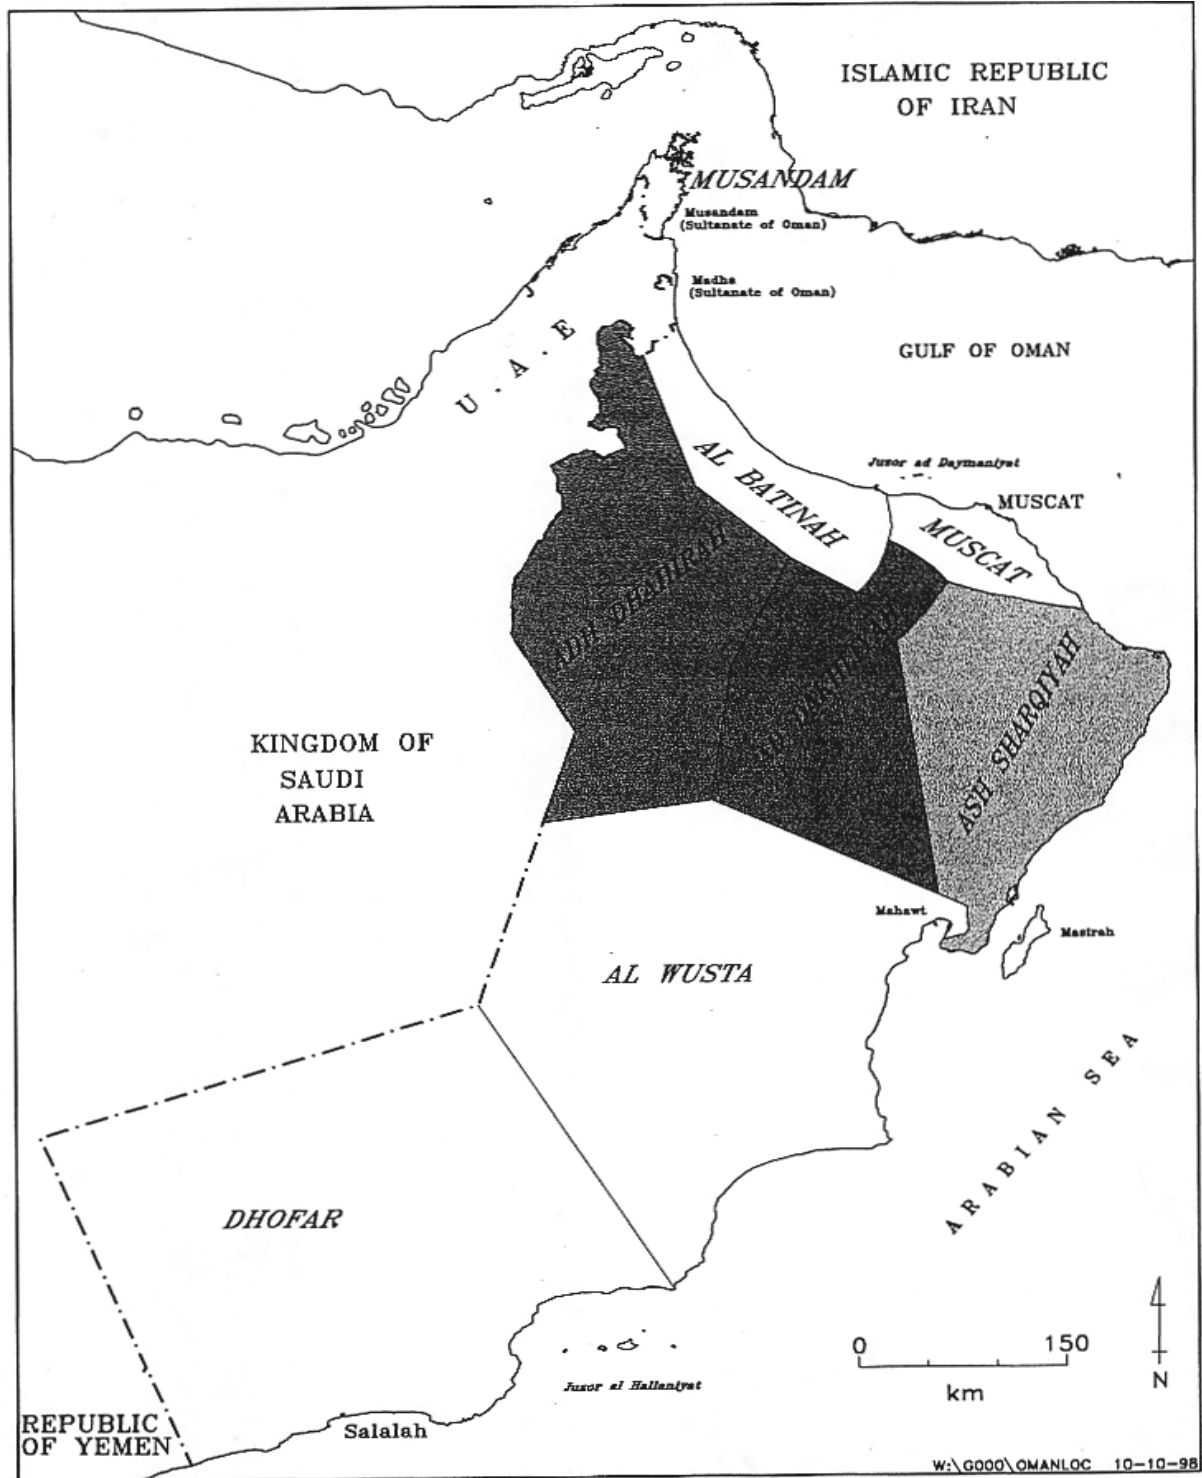 ISLAMIC REPUBLIC
OF IRAN
MUSANDAM
Musandam
(Sultanate of Oman)
Madha
(Sultanate of Oman)
U . A . E
GULF OF OMAN
AL BATINAH
Juzor ad Daymaniyat
MUSCAT
MUSCAT
ADH DHAHIRAH
AD DAKHLIYAH
ASH SHARQIYAH
KINGDOM OF
SAUDI
ARABIA
Mahawt
Masirah
AL WUSTA
ARABIAN SEA
DHOFAR
0 150
km
N
Juzor al Hallaniyat
REPUBLIC
OF YEMEN
Salalah
W:\G000\OMANLOC 10-10-98